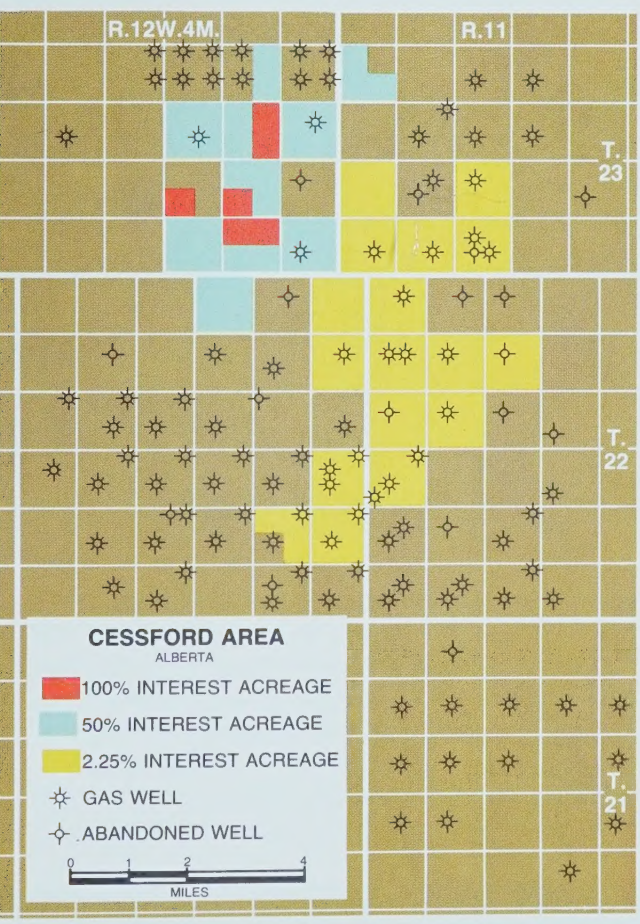 R.12W.4M.
R.11
T.
23
T.
22
CESSFORD AREA
ALBERTA
100% INTEREST ACREAGE
50% INTEREST ACREAGE
2.25% INTEREST ACREAGE
GAS WELL
ABANDONED WELL
0 1 2 4
MILES
T.
21